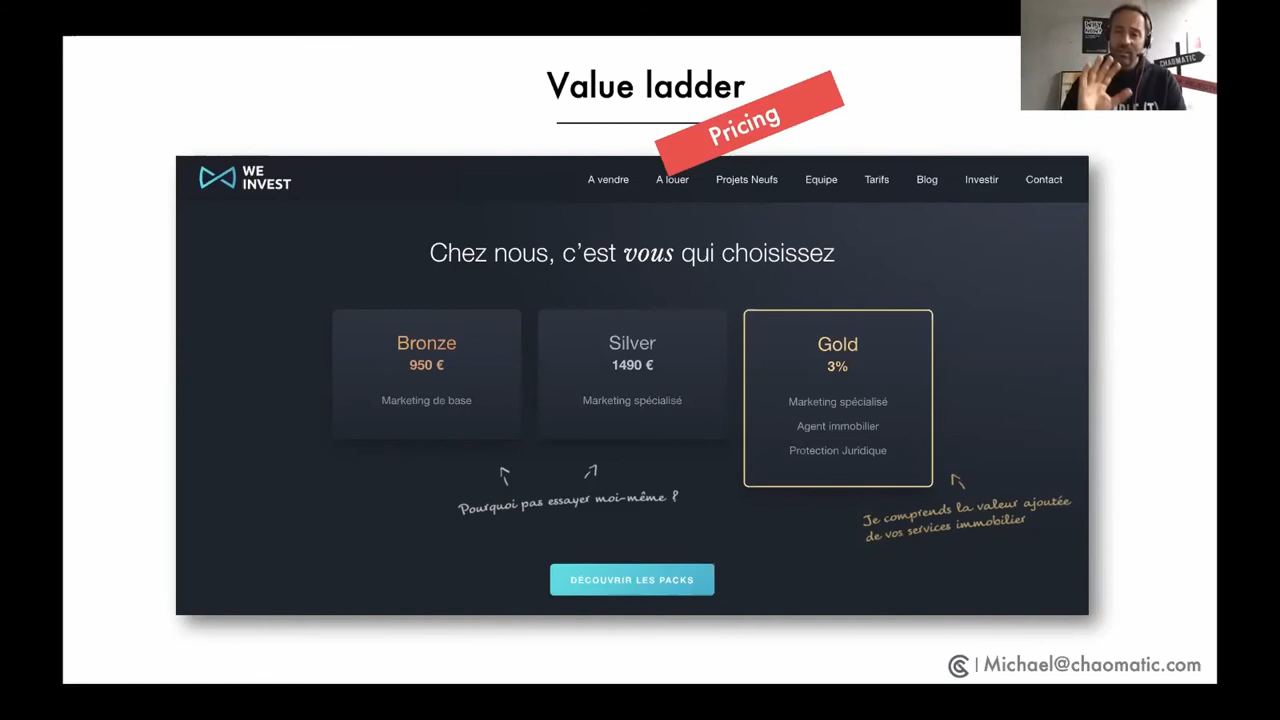 Value ladder
Pricing
WE
INVEST
A vendre
A louer
Projets Neufs
Equipe
Tarifs
Blog
Investir
Contact
Chez nous, c'est vous qui choisissez
Bronze
950 €
Marketing de base
Silver
1490 €
Marketing spécialisé
Gold
3%
Marketing spécialisé
Agent immobilier
Protection Juridique
Pourquoi pas essayer moi-même ?
Je comprends la valeur ajoutée
de vos services immobilier
DÉCOUVRIR LES PACKS
| Michael@chaomatic.com
CHAOMATIC